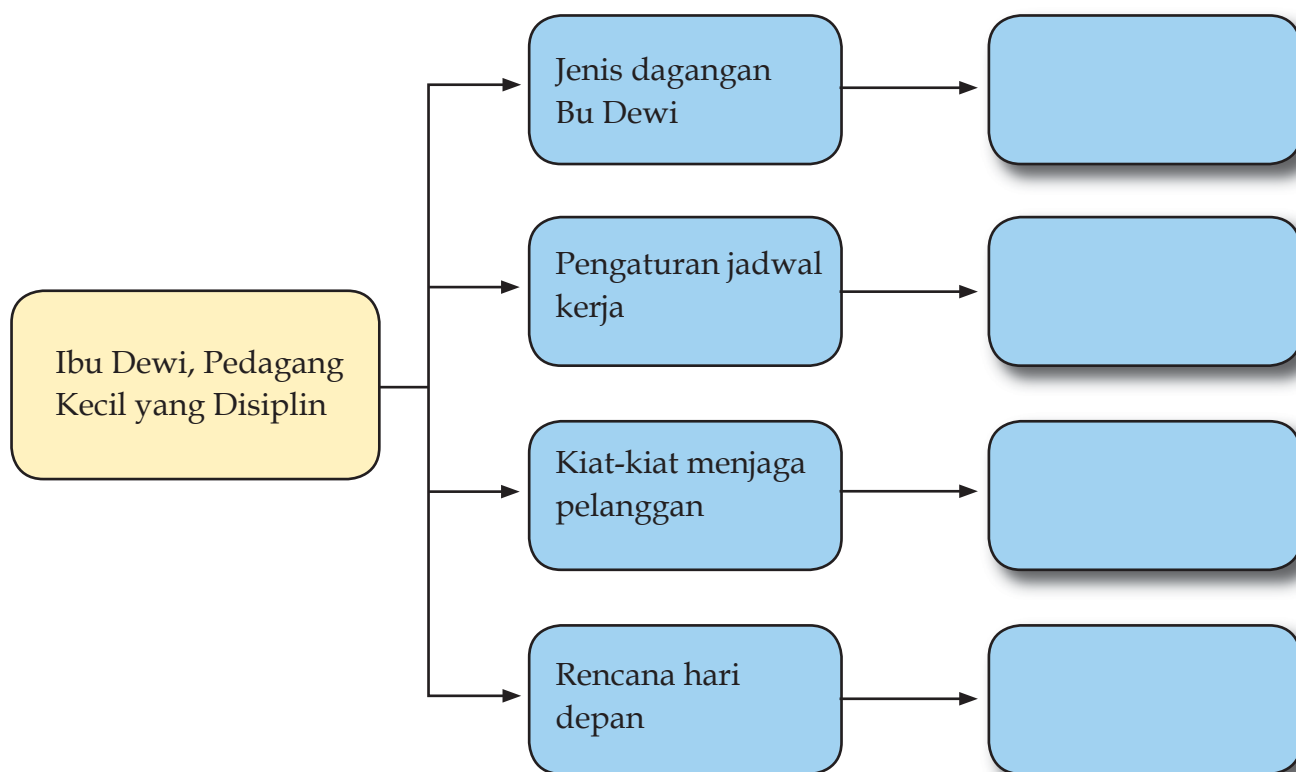 Ibu Dewi, Pedagang
Kecil yang Disiplin
Jenis dagangan
Bu Dewi
Pengaturan jadwal
kerja
Kiat-kiat menjaga
pelanggan
Rencana hari
depan